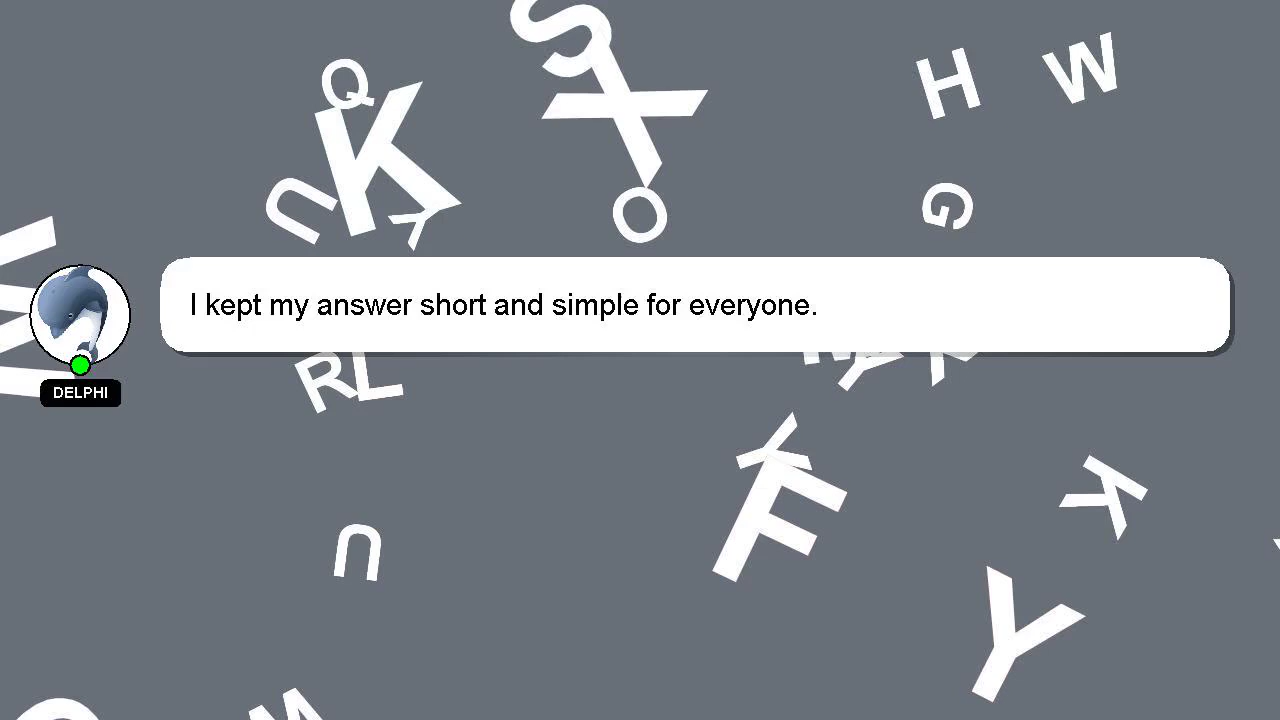 S
Q
H
W
K
X
U
Y
O
G
I kept my answer short and simple for everyone.
DELPHI
R
L
K
F
K
U
Y
M